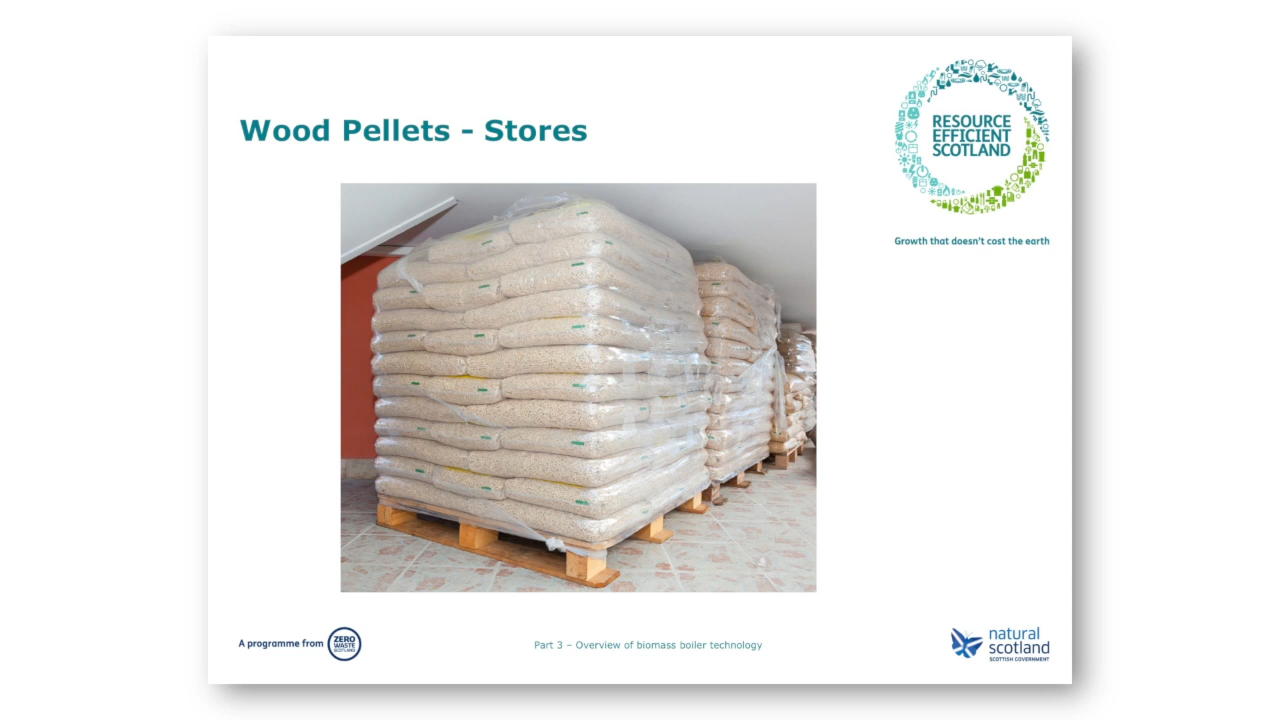 Wood Pellets - Stores
RESOURCE
EFFICIENT
SCOTLAND
Growth that doesn't cost the earth
A programme from
ZERO
WASTE
SCOTLAND
Part 3 – Overview of biomass boiler technology
natural
scotland
SCOTTISH GOVERNMENT